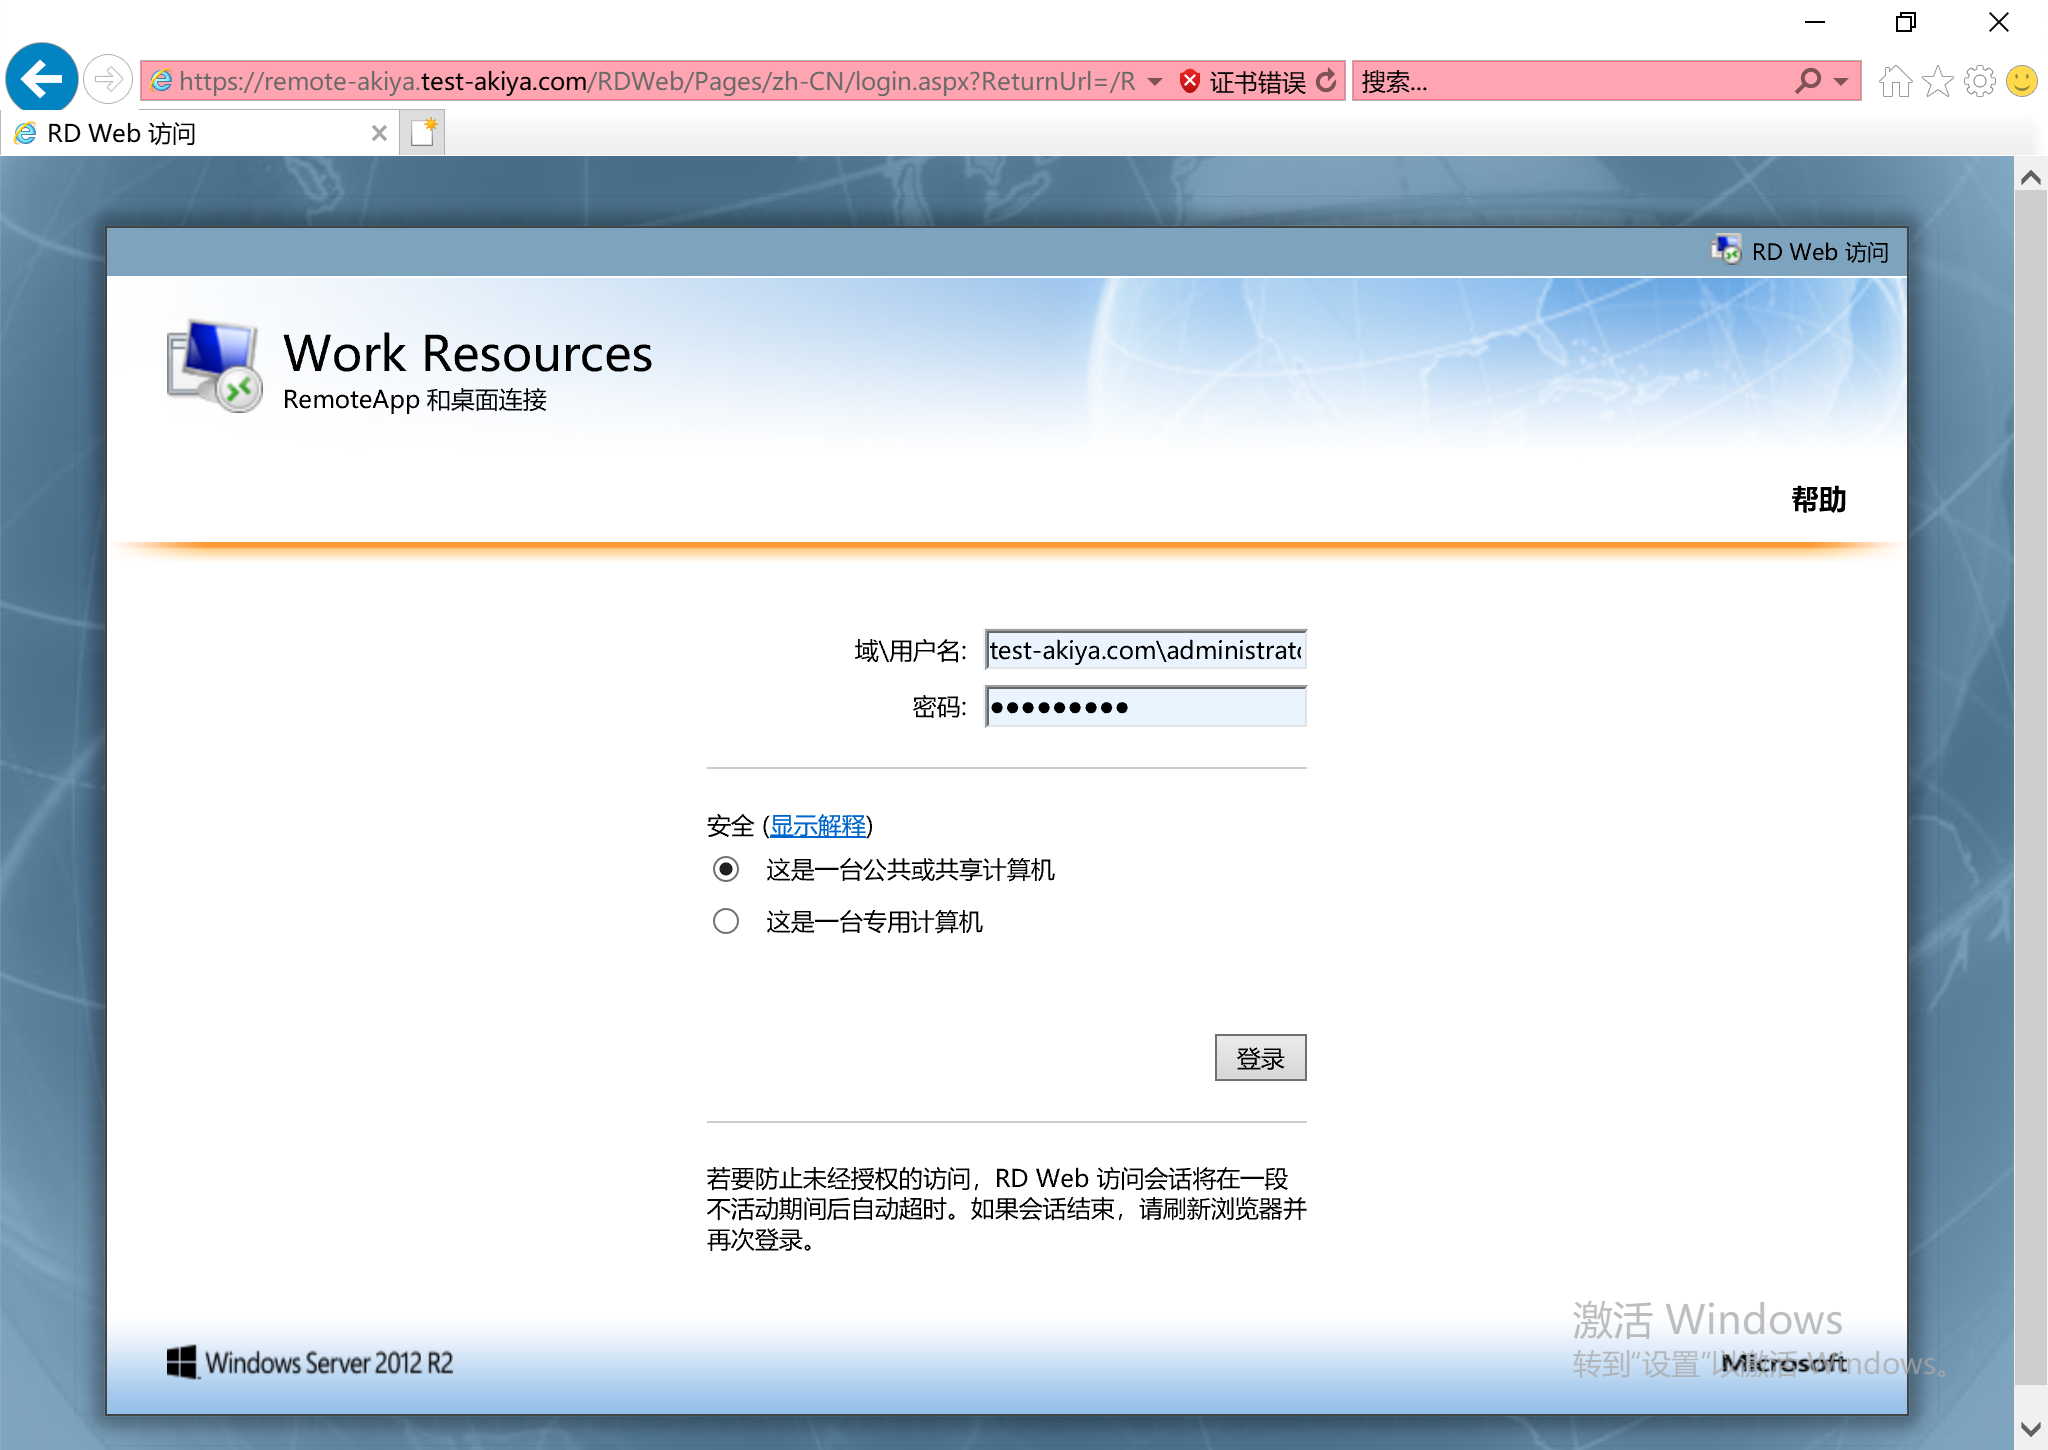 https://remote-akiya.test-akiya.com/RDWeb/Pages/zh-CN/login.aspx?ReturnUrl=/R
证书错误
搜索...
RD Web 访问
RD Web 访问
Work Resources
RemoteApp 和桌面连接
帮助
域\用户名:
test-akiya.com\administrato
密码:
安全 (显示解释)
这是一台公共或共享计算机
这是一台专用计算机
登录
若要防止未经授权的访问，RD Web 访问会话将在一段
不活动期间后自动超时。如果会话结束，请刷新浏览器并
再次登录。
激活 Windows
转到"设置"以激活 Windows。
Windows Server 2012 R2
Microsoft